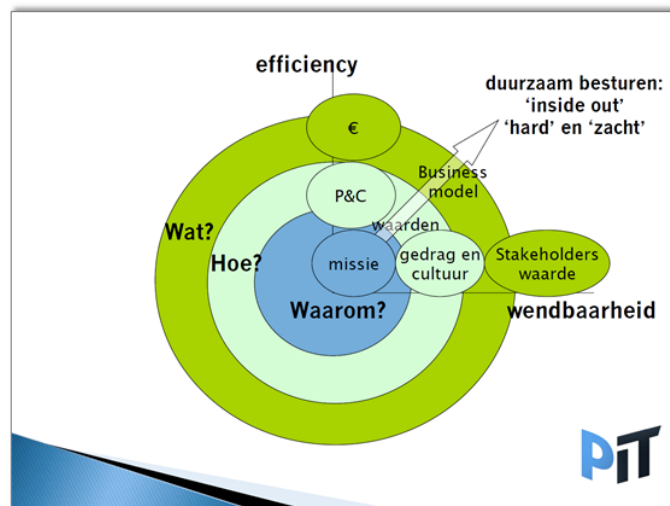 efficiency
duurzaam besturen:
‘inside out’
‘hard’ en ‘zacht’
€
Business
model
P&C
waarden
Wat?
Hoe?
missie
gedrag en
cultuur
Stakeholders
waarde
Waarom?
wendbaarheid
PiT